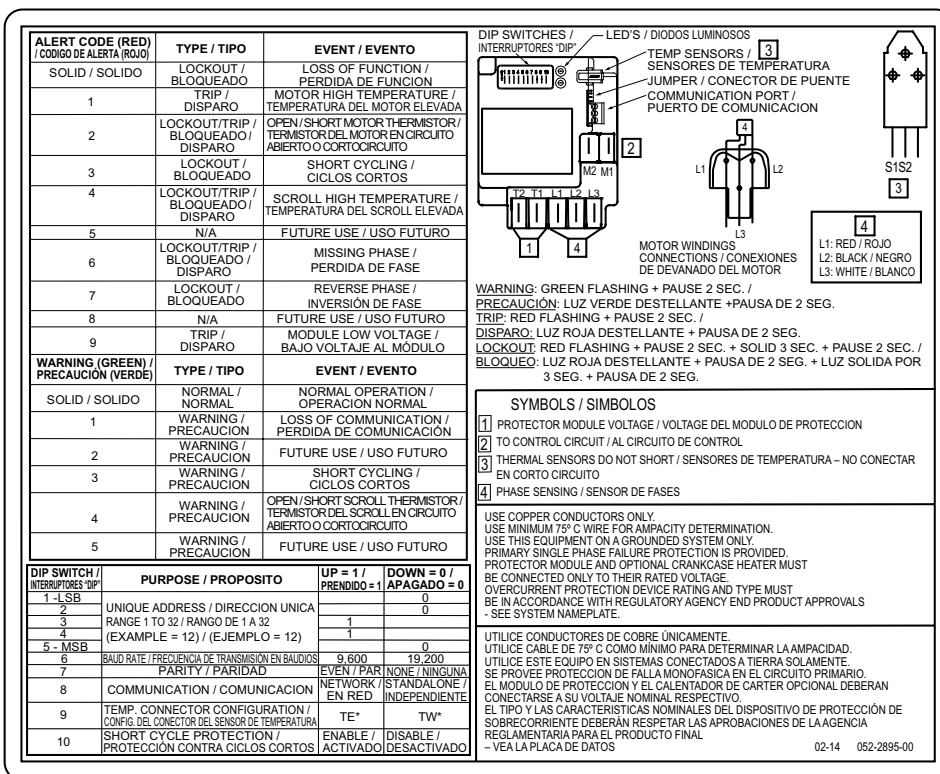 ALERT CODE (RED)
/ CODIGO DE ALERTA (ROJO)
TYPE / TIPO
EVENT / EVENTO
SOLID / SOLIDO
LOCKOUT /
BLOQUEADO
LOSS OF FUNCTION /
PERDIDA DE FUNCION
1
TRIP /
DISPARO
MOTOR HIGH TEMPERATURE /
TEMPERATURA DEL MOTOR ELEVADA
2
LOCKOUT/TRIP /
BLOQUEADO/
DISPARO
OPEN / SHORT MOTOR THERMISTOR /
TERMISTOR DEL MOTOR EN CIRCUITO
ABIERTO O CORTOCIRCUITO
3
LOCKOUT /
BLOQUEADO
SHORT CYCLING /
CICLOS CORTOS
4
LOCKOUT/TRIP /
BLOQUEADO/
DISPARO
SCROLL HIGH TEMPERATURE /
TEMPERATURA DEL SCROLL ELEVADA
5
N/A
FUTURE USE / USO FUTURO
6
LOCKOUT/TRIP /
BLOQUEADO /
DISPARO
MISSING PHASE /
PERDIDA DE FASE
7
LOCKOUT /
BLOQUEADO
REVERSE PHASE /
INVERSIÓN DE FASE
8
N/A
FUTURE USE / USO FUTURO
9
TRIP /
DISPARO
MODULE LOW VOLTAGE /
BAJO VOLTAJE AL MÓDULO
WARNING (GREEN) /
PRECAUCIÓN (VERDE)
TYPE / TIPO
EVENT / EVENTO
SOLID / SOLIDO
NORMAL /
NORMAL
NORMAL OPERATION /
OPERACION NORMAL
1
WARNING /
PRECAUCION
LOSS OF COMMUNICATION /
PERDIDA DE COMUNICACIÓN
2
WARNING /
PRECAUCION
FUTURE USE / USO FUTURO
3
WARNING /
PRECAUCION
SHORT CYCLING /
CICLOS CORTOS
4
WARNING /
PRECAUCION
OPEN / SHORT SCROLL THERMISTOR /
TERMISTOR DEL SCROLL EN CIRCUITO
ABIERTO O CORTOCIRCUITO
5
WARNING /
PRECAUCION
FUTURE USE / USO FUTURO
DIP SWITCH /
INTERRUPTORES "DIP"
PURPOSE / PROPOSITO
UP = 1 /
PRENDIDO = 1
DOWN = 0 /
APAGADO = 0
1 -LSB
0
2
0
3
1
4
1
5 - MSB
0
UNIQUE ADDRESS / DIRECCION UNICA
RANGE 1 TO 32 / RANGO DE 1 A 32
(EXAMPLE = 12) / (EJEMPLO = 12)
6
BAUD RATE / FRECUENCIA DE TRANSMISIÓN EN BAUDIOS
9,600
19,200
7
PARITY / PARIDAD
EVEN / PAR
NONE / NINGUNA
8
COMMUNICATION / COMUNICACION
NETWORK /
EN RED
STANDALONE /
INDEPENDIENTE
9
TEMP. CONNECTOR CONFIGURATION /
CONFIG. DEL CONECTOR DEL SENSOR DE TEMPERATURA
TE*
TW*
10
SHORT CYCLE PROTECTION /
PROTECCIÓN CONTRA CICLOS CORTOS
ENABLE /
ACTIVADO
DISABLE /
DESACTIVADO
DIP SWITCHES /
INTERRUPTORES "DIP"
LED'S / DIODOS LUMINOSOS
TEMP SENSORS /
SENSORES DE TEMPERATURA
3
JUMPER / CONECTOR DE PUENTE
COMMUNICATION PORT /
PUERTO DE COMUNICACION
M2 M1
2
T2 T1 L1 L2 L3
1
4
4
L1
L2
L3
MOTOR WINDINGS
CONNECTIONS / CONEXIONES
DE DEVANADO DEL MOTOR
S1S2
3
4
L1: RED / ROJO
L2: BLACK / NEGRO
L3: WHITE / BLANCO
WARNING: GREEN FLASHING + PAUSE 2 SEC. /
PRECAUCIÓN: LUZ VERDE DESTELLANTE +PAUSA DE 2 SEG.
TRIP: RED FLASHING + PAUSE 2 SEC. /
DISPARO: LUZ ROJA DESTELLANTE + PAUSA DE 2 SEG.
LOCKOUT: RED FLASHING + PAUSE 2 SEC. + SOLID 3 SEC. + PAUSE 2 SEC. /
BLOQUEO: LUZ ROJA DESTELLANTE + PAUSA DE 2 SEG. + LUZ SOLIDA POR
3 SEG. + PAUSA DE 2 SEG.
SYMBOLS / SIMBOLOS
1 PROTECTOR MODULE VOLTAGE / VOLTAGE DEL MODULO DE PROTECCION
2 TO CONTROL CIRCUIT / AL CIRCUITO DE CONTROL
3 THERMAL SENSORS DO NOT SHORT / SENSORES DE TEMPERATURA – NO CONECTAR
EN CORTO CIRCUITO
4 PHASE SENSING / SENSOR DE FASES
USE COPPER CONDUCTORS ONLY.
USE MINIMUM 75º C WIRE FOR AMPACITY DETERMINATION.
USE THIS EQUIPMENT ON A GROUNDED SYSTEM ONLY.
PRIMARY SINGLE PHASE FAILURE PROTECTION IS PROVIDED.
PROTECTOR MODULE AND OPTIONAL CRANKCASE HEATER MUST
BE CONNECTED ONLY TO THEIR RATED VOLTAGE.
OVERCURRENT PROTECTION DEVICE RATING AND TYPE MUST
BE IN ACCORDANCE WITH REGULATORY AGENCY END PRODUCT APPROVALS
- SEE SYSTEM NAMEPLATE.
UTILICE CONDUCTORES DE COBRE ÚNICAMENTE.
UTILICE CABLE DE 75º C COMO MÍNIMO PARA DETERMINAR LA AMPACIDAD.
UTILICE ESTE EQUIPO EN SISTEMAS CONECTADOS A TIERRA SOLAMENTE.
SE PROVEE PROTECCION DE FALLA MONOFASICA EN EL CIRCUITO PRIMARIO.
EL MODULO DE PROTECCION Y EL CALENTADOR DE CARTER OPCIONAL DEBERAN
CONECTARSE A SU VOLTAJE NOMINAL RESPECTIVO.
EL TIPO Y LAS CARACTERISTICAS NOMINALES DEL DISPOSITIVO DE PROTECCIÓN DE
SOBRECORRIENTE DEBERÁN RESPETAR LAS APROBACIONES DE LA AGENCIA
REGLAMENTARIA PARA EL PRODUCTO FINAL
– VEA LA PLACA DE DATOS
02-14 052-2895-00